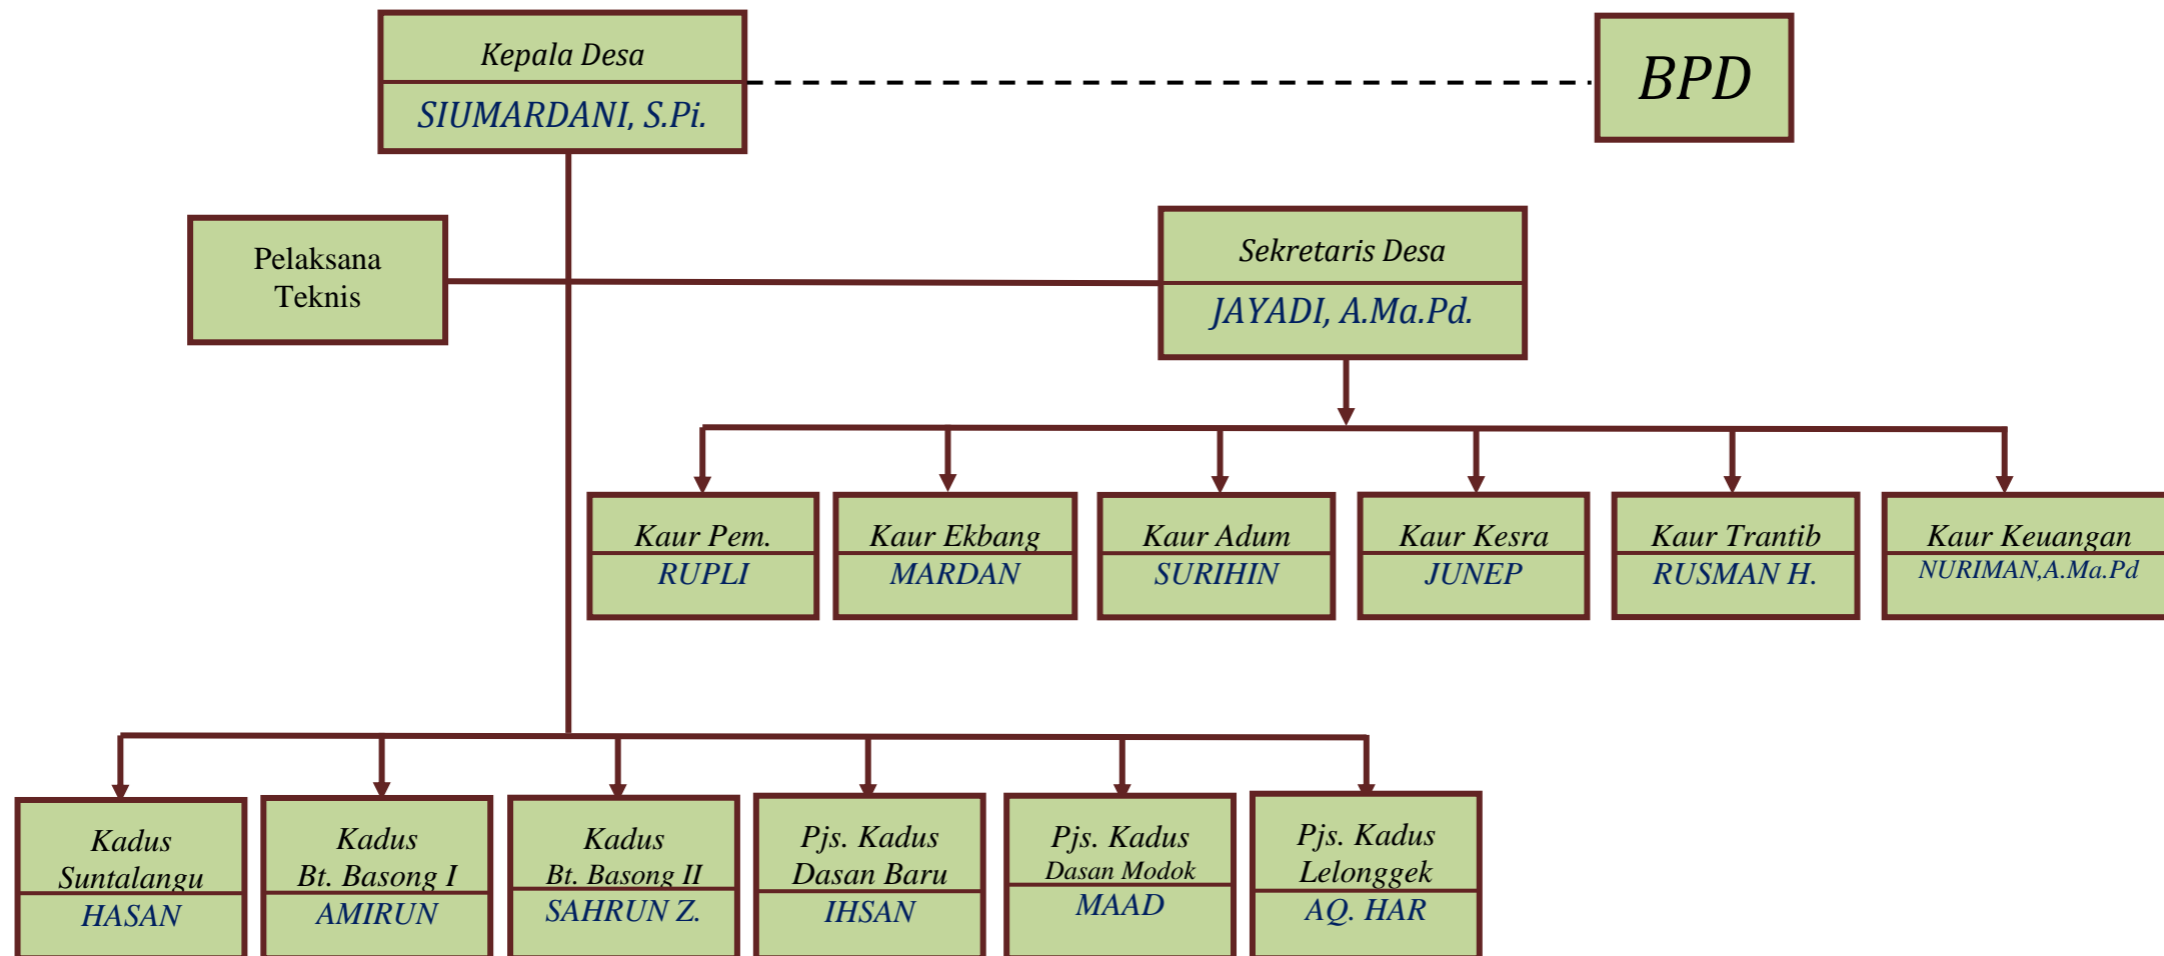 Kepala Desa
SIUMARDANI, S.Pi.
BPD
Pelaksana
Teknis
Sekretaris Desa
JAYADI, A.Ma.Pd.
Kaur Pem.
RUPLI
Kaur Ekbang
MARDAN
Kaur Adum
SURIHIN
Kaur Kesra
JUNEP
Kaur Trantib
RUSMAN H.
Kaur Keuangan
NURIMAN,A.Ma.Pd
Kadus
Suntalangu
HASAN
Kadus
Bt. Basong I
AMIRUN
Kadus
Bt. Basong II
SAHRUN Z.
Pjs. Kadus
Dasan Baru
IHSAN
Pjs. Kadus
Dasan Modok
MAAD
Pjs. Kadus
Lelonggek
AQ. HAR